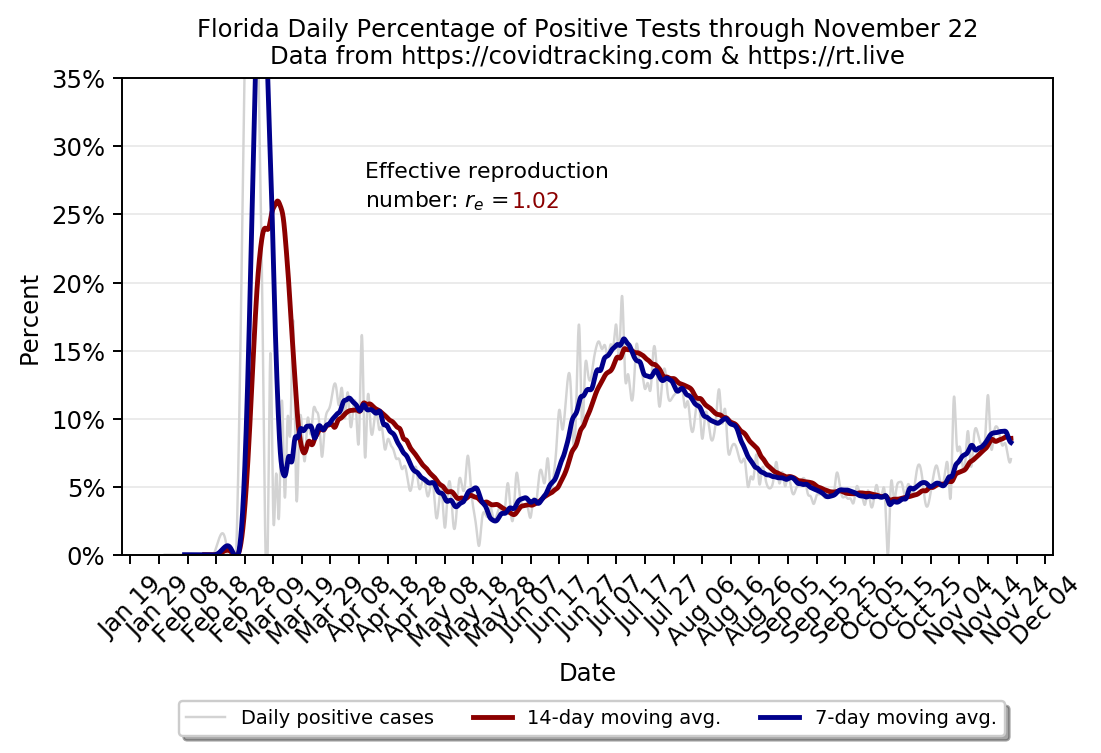 Florida Daily Percentage of Positive Tests through November 22
Data from https://covidtracking.com & https://rt.live
35%
30%
25%
20%
15%
10%
5%
0%
Percent
Effective reproduction
number: rₑ =1.02
Jan 19
Jan 29
Feb 08
Feb 18
Feb 28
Mar 09
Mar 19
Mar 29
Apr 08
Apr 18
Apr 28
May 08
May 18
May 28
Jun 07
Jun 17
Jun 27
Jul 07
Jul 17
Jul 27
Aug 06
Aug 16
Aug 26
Sep 05
Sep 15
Sep 25
Oct 05
Oct 15
Oct 25
Nov 04
Nov 14
Nov 24
Dec 04
Date
Daily positive cases
14-day moving avg.
7-day moving avg.